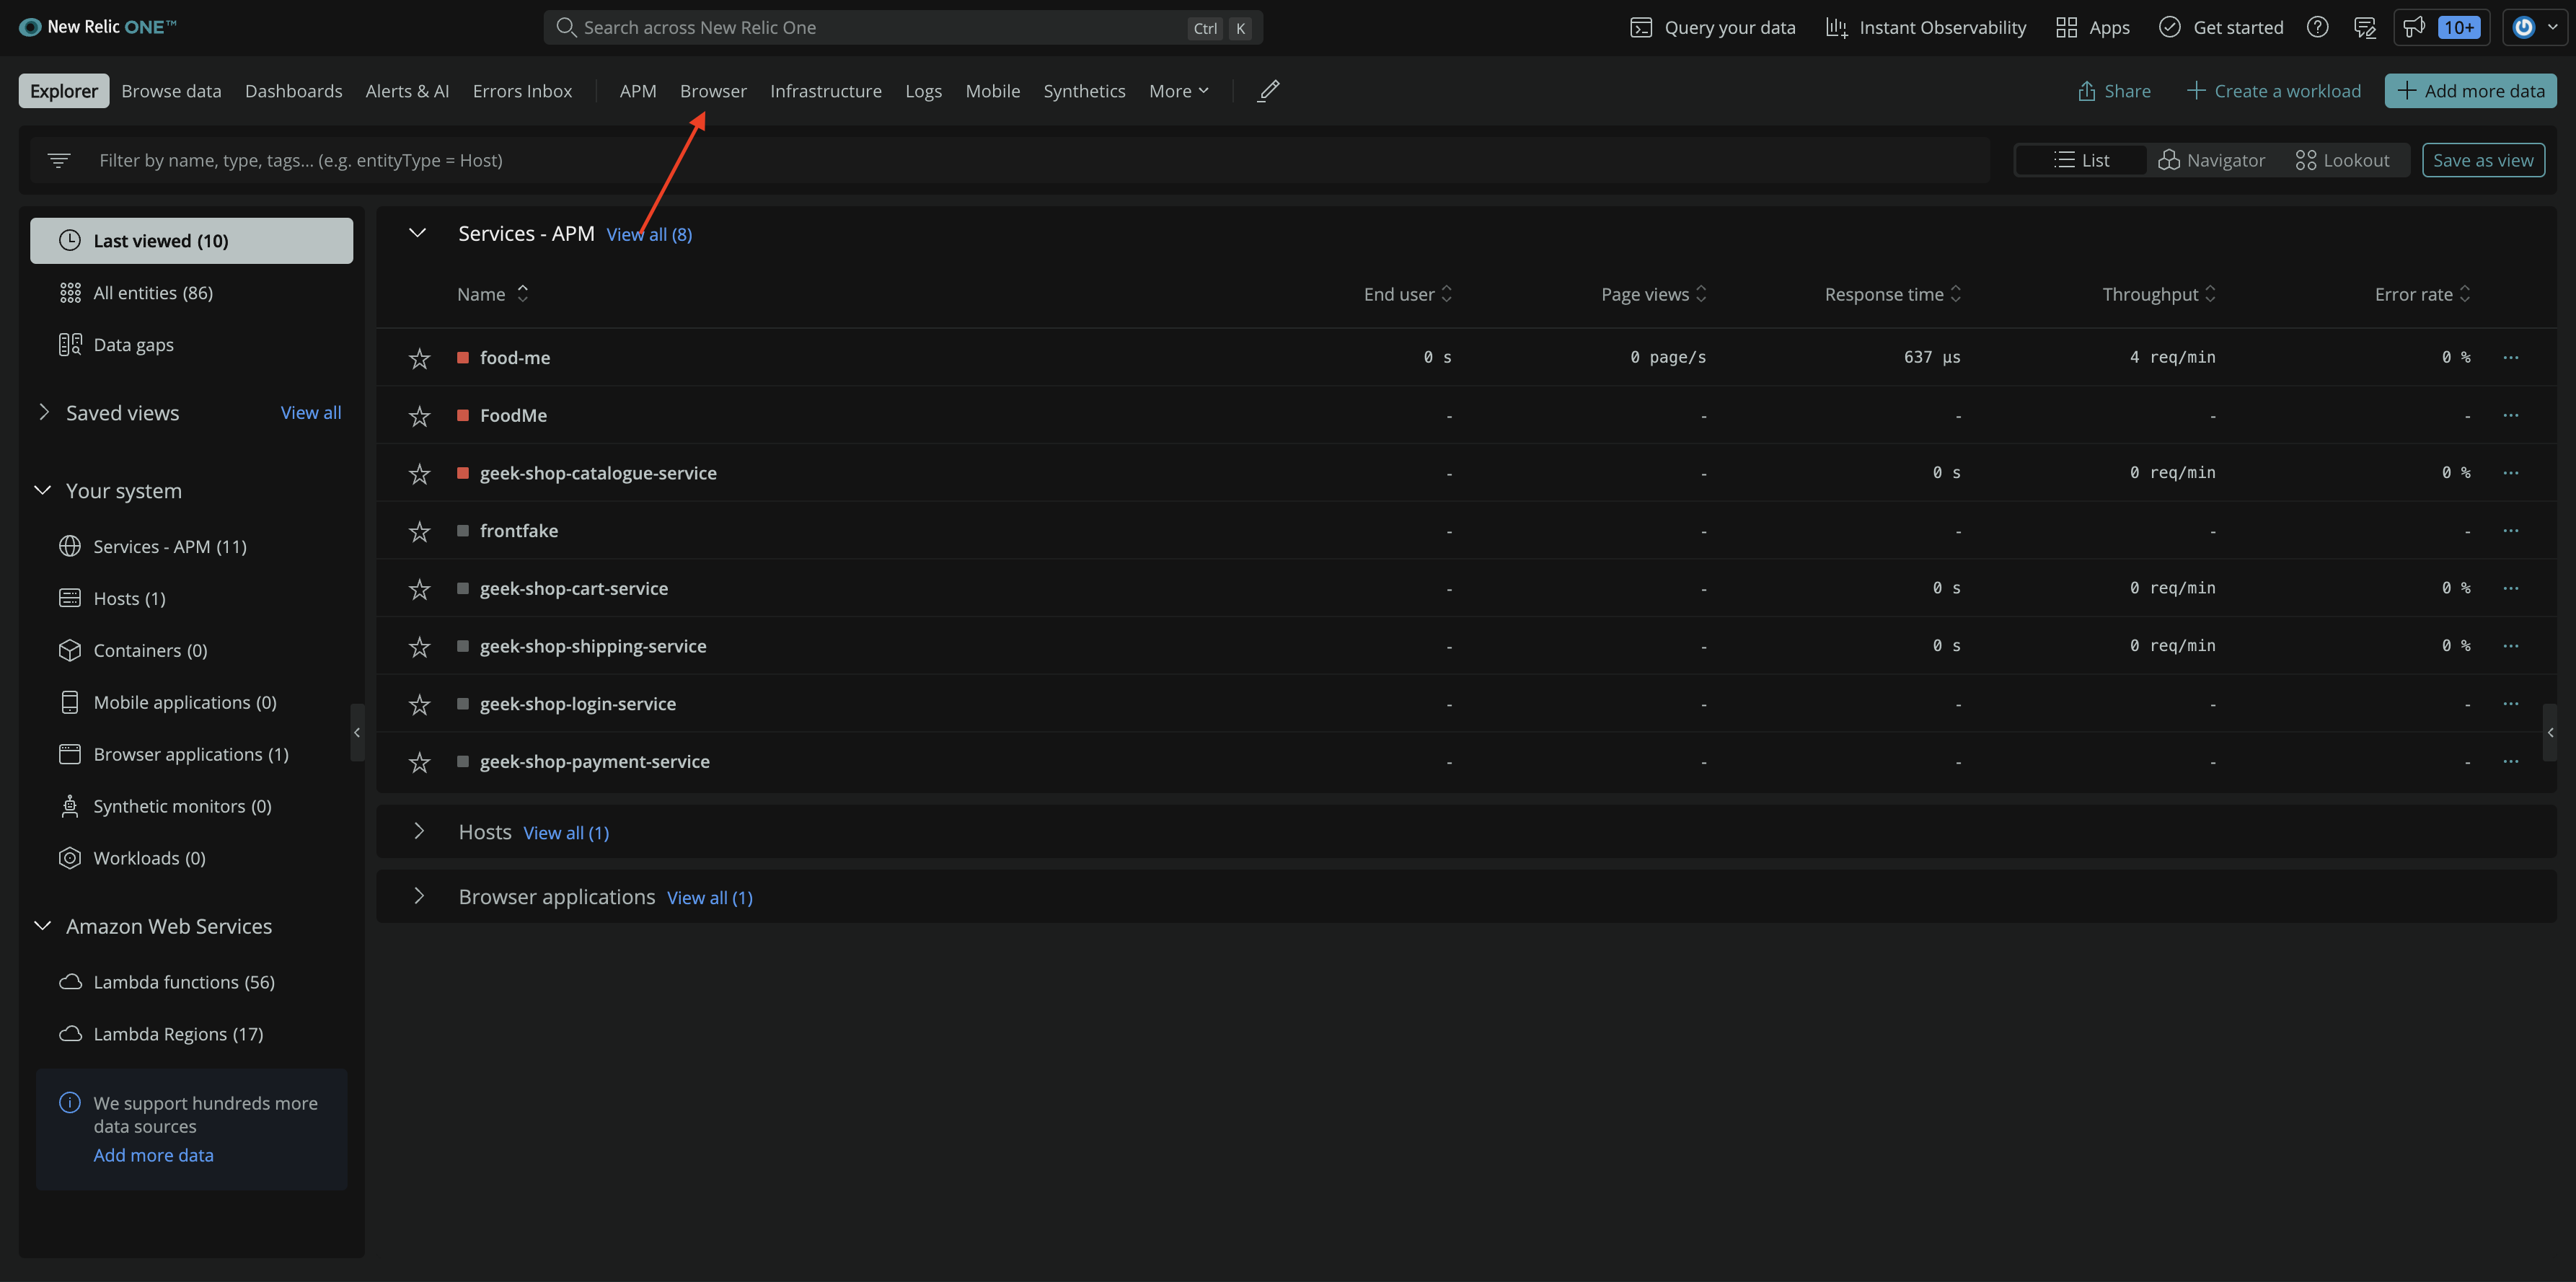 New Relic ONE™
Search across New Relic One Ctrl K
Query your data Instant Observability Apps Get started 10+
Explorer Browse data Dashboards Alerts & AI Errors Inbox APM Browser Infrastructure Logs Mobile Synthetics More Share Create a workload Add more data
Filter by name, type, tags... (e.g. entityType = Host) List Navigator Lookout Save as view
Last viewed (10)
All entities (86)
Data gaps
Saved views View all
Your system
Services - APM (11)
Hosts (1)
Containers (0)
Mobile applications (0)
Browser applications (1)
Synthetic monitors (0)
Workloads (0)
Amazon Web Services
Lambda functions (56)
Lambda Regions (17)
We support hundreds more
data sources
Add more data
Services - APM View all (8)
Name End user Page views Response time Throughput Error rate
food-me 0 s 0 page/s 637 µs 4 req/min 0 % ...
FoodMe - - - - - ...
geek-shop-catalogue-service - - 0 s 0 req/min 0 % ...
frontfake - - - - - ...
geek-shop-cart-service - - 0 s 0 req/min 0 % ...
geek-shop-shipping-service - - 0 s 0 req/min 0 % ...
geek-shop-login-service - - - - - ...
geek-shop-payment-service - - - - - ...
Hosts View all (1)
Browser applications View all (1)